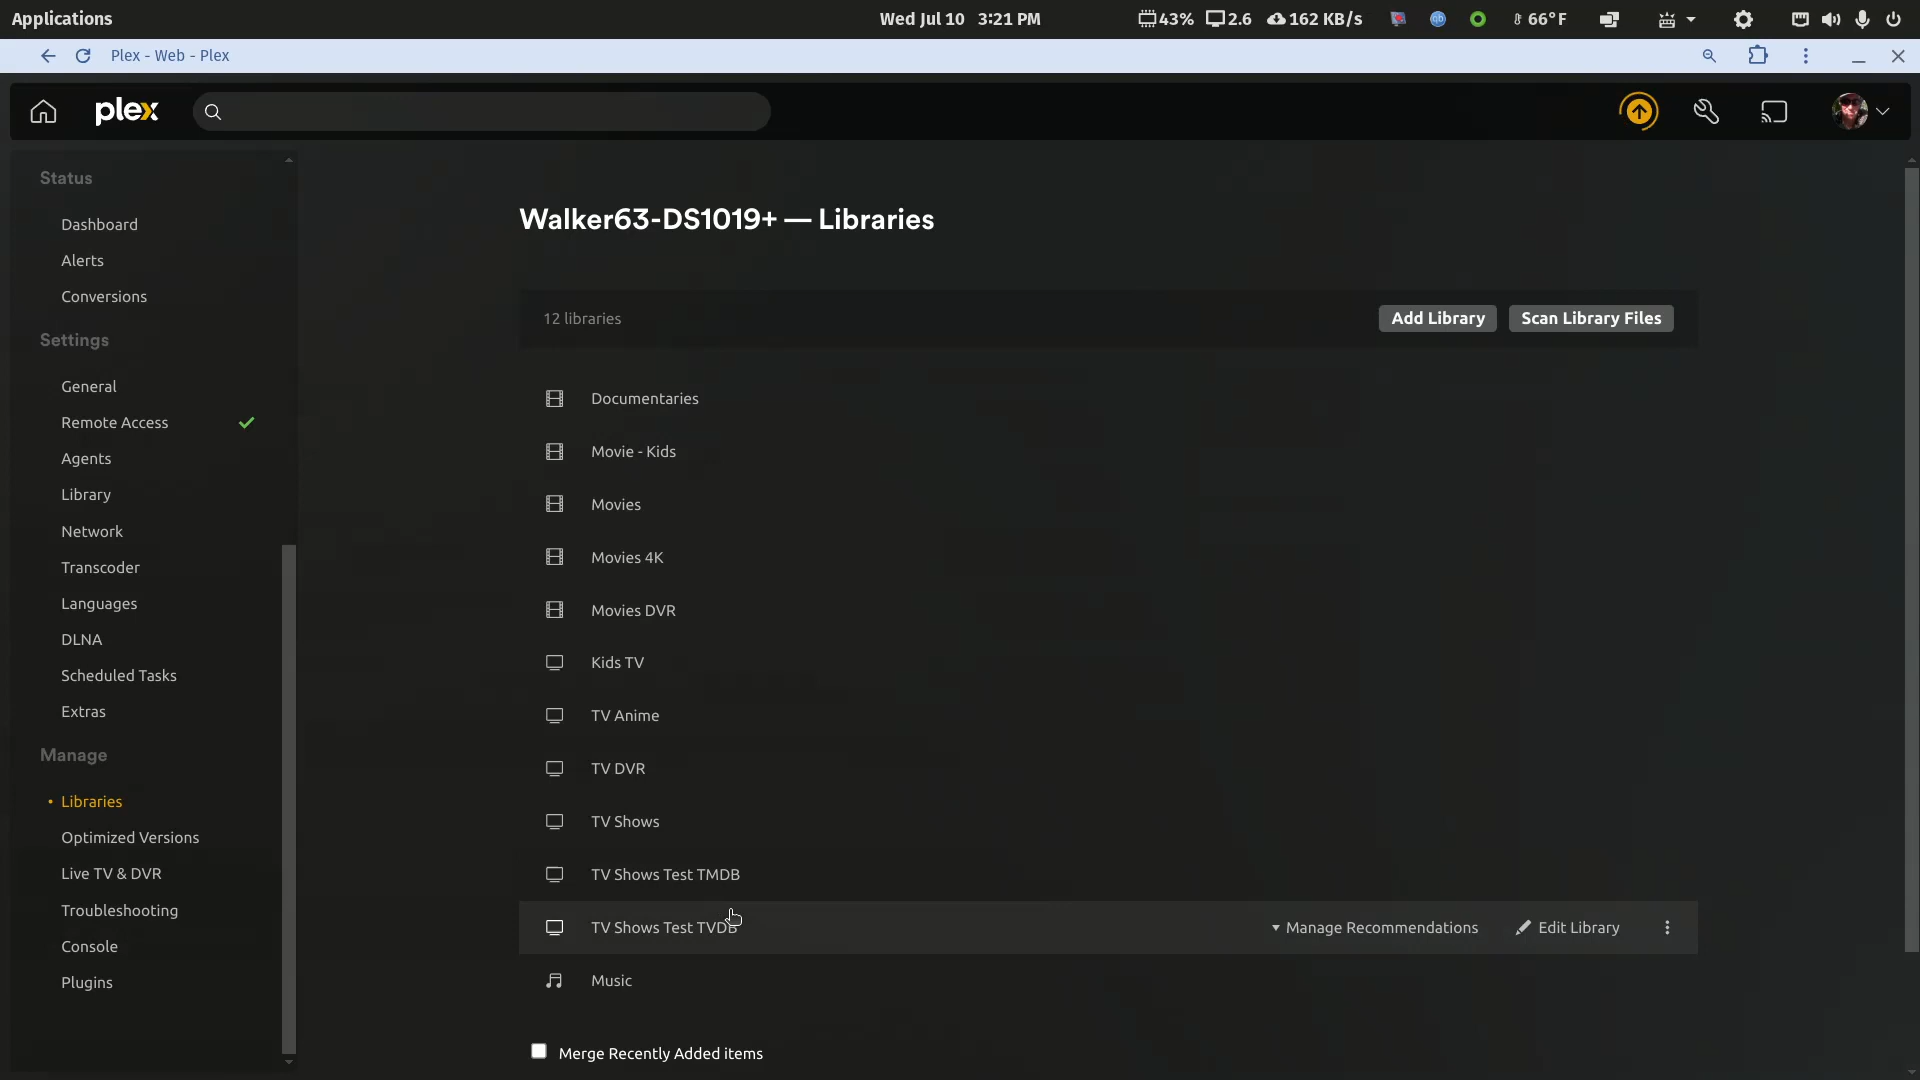 Applications
Wed Jul 10 3:21 PM
43% 2.6 162 KB/s 66°F
Plex - Web - Plex
plex
Status
Dashboard
Alerts
Conversions
Settings
General
Remote Access
Agents
Library
Network
Transcoder
Languages
DLNA
Scheduled Tasks
Extras
Manage
• Libraries
Optimized Versions
Live TV & DVR
Troubleshooting
Console
Plugins
Walker63-DS1019+ — Libraries
12 libraries
Add Library Scan Library Files
Documentaries
Movie - Kids
Movies
Movies 4K
Movies DVR
Kids TV
TV Anime
TV DVR
TV Shows
TV Shows Test TMDB
TV Shows Test TVDB Manage Recommendations Edit Library
Music
Merge Recently Added items